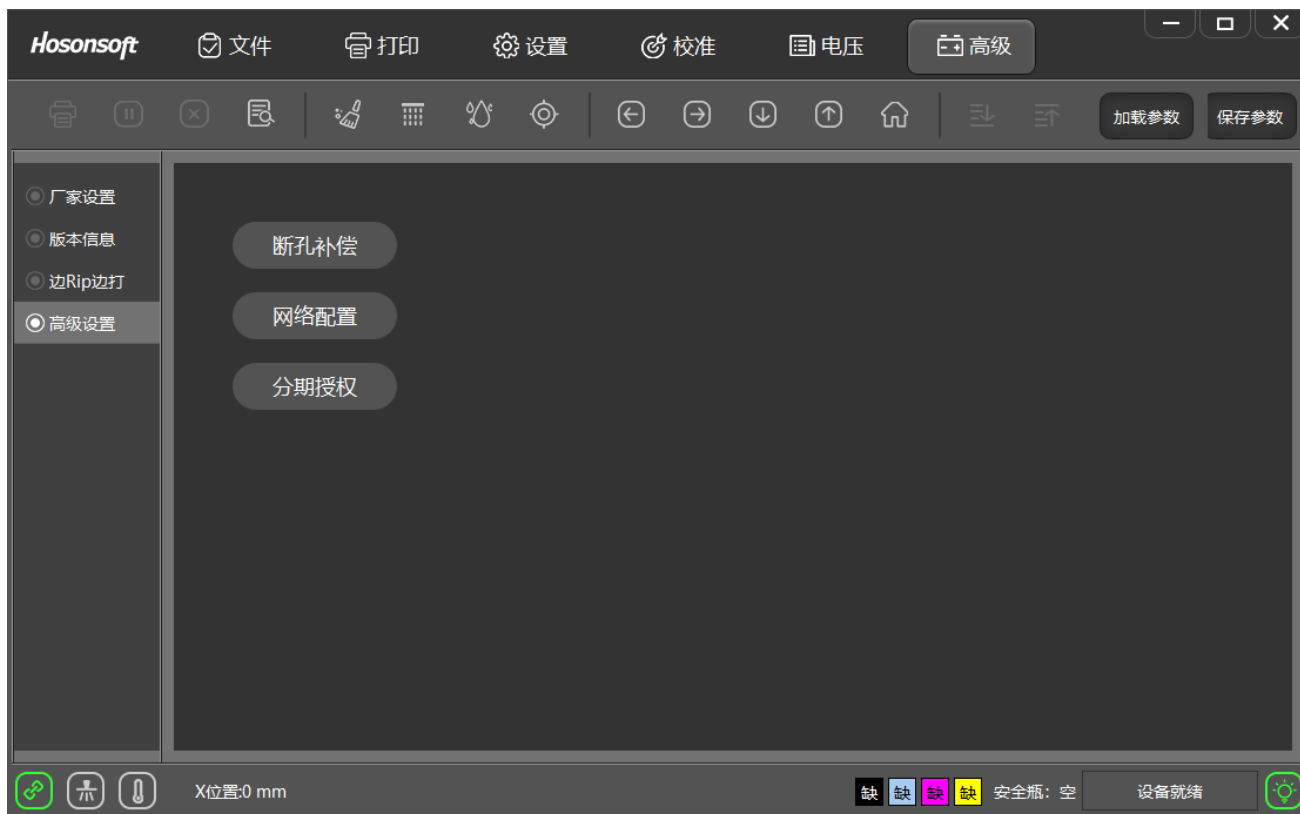 Hosonsoft 文件 打印 设置 校准 电压 高级
加载参数 保存参数
厂家设置
版本信息
边Rip边打
高级设置
断孔补偿
网络配置
分期授权
X位置:0 mm 缺 缺 缺 缺 安全瓶: 空 设备就绪